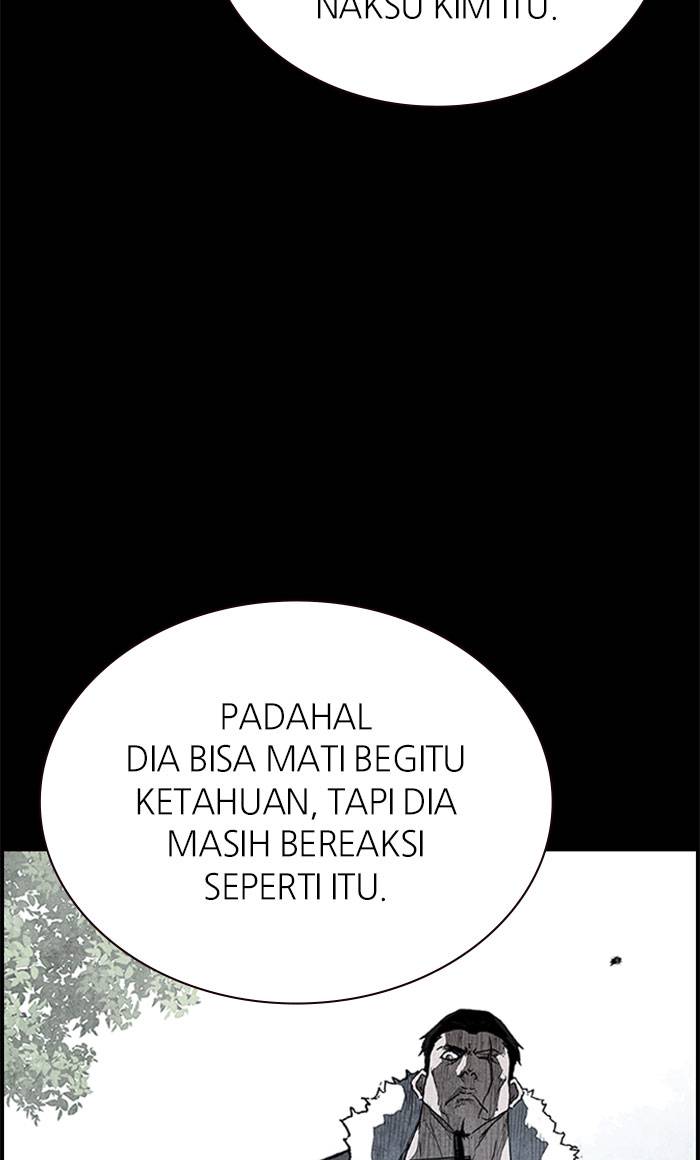 NAKSU KIM ITU.
PADAHAL
DIA BISA MATI BEGITU
KETAHUAN, TAPI DIA
MASIH BEREAKSI
SEPERTI ITU.